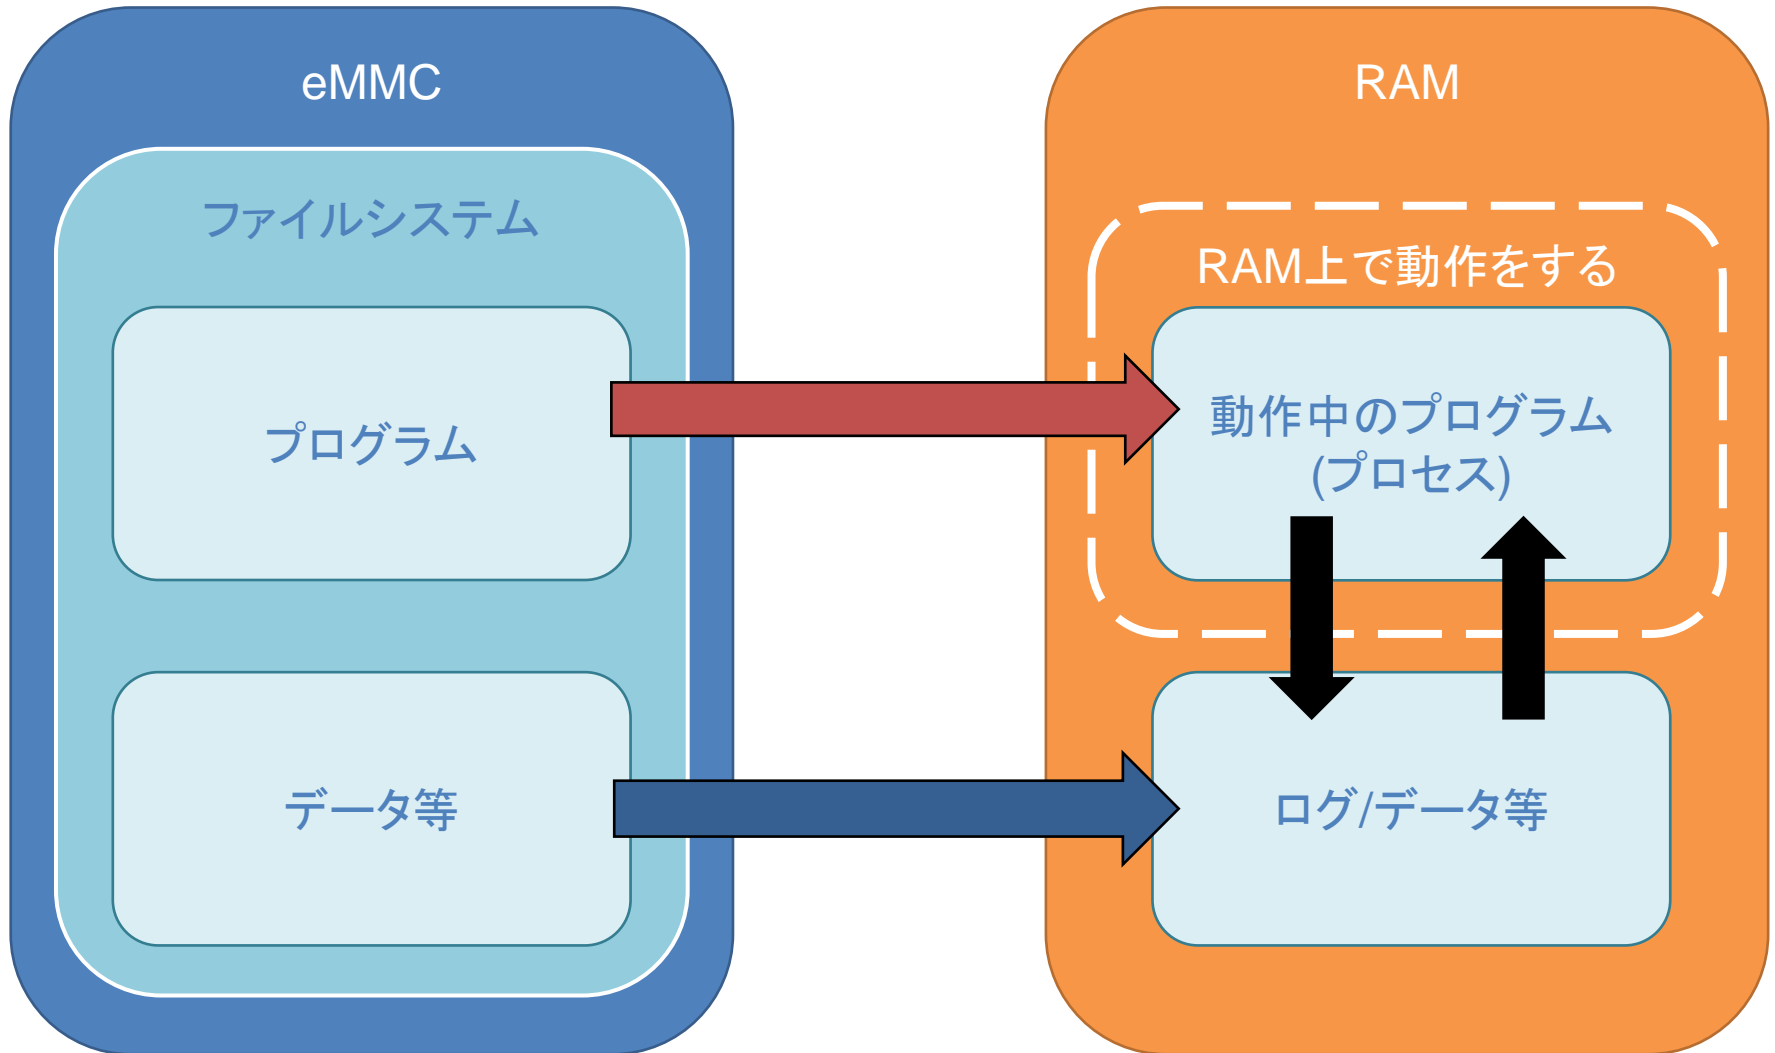 eMMC
ファイルシステム
プログラム
データ等
RAM
RAM上で動作をする
動作中のプログラム
(プロセス)
ログ/データ等